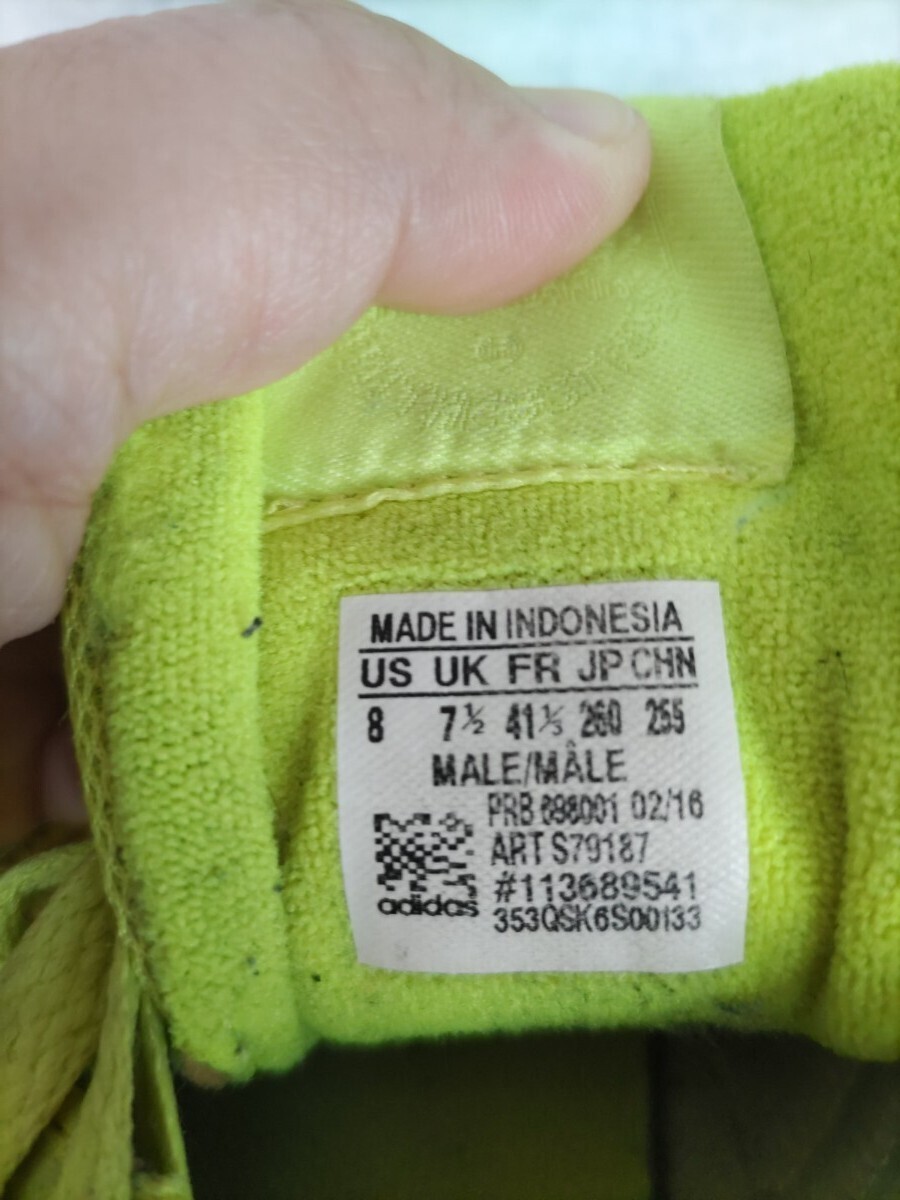 MADE IN INDONESIA
US UK FR JP CHN
8 7½ 41⅓ 260 255
MALE/MÂLE
PRB 698001 02/16
ART S79187
#113689541
adidas 353QSK6S00133